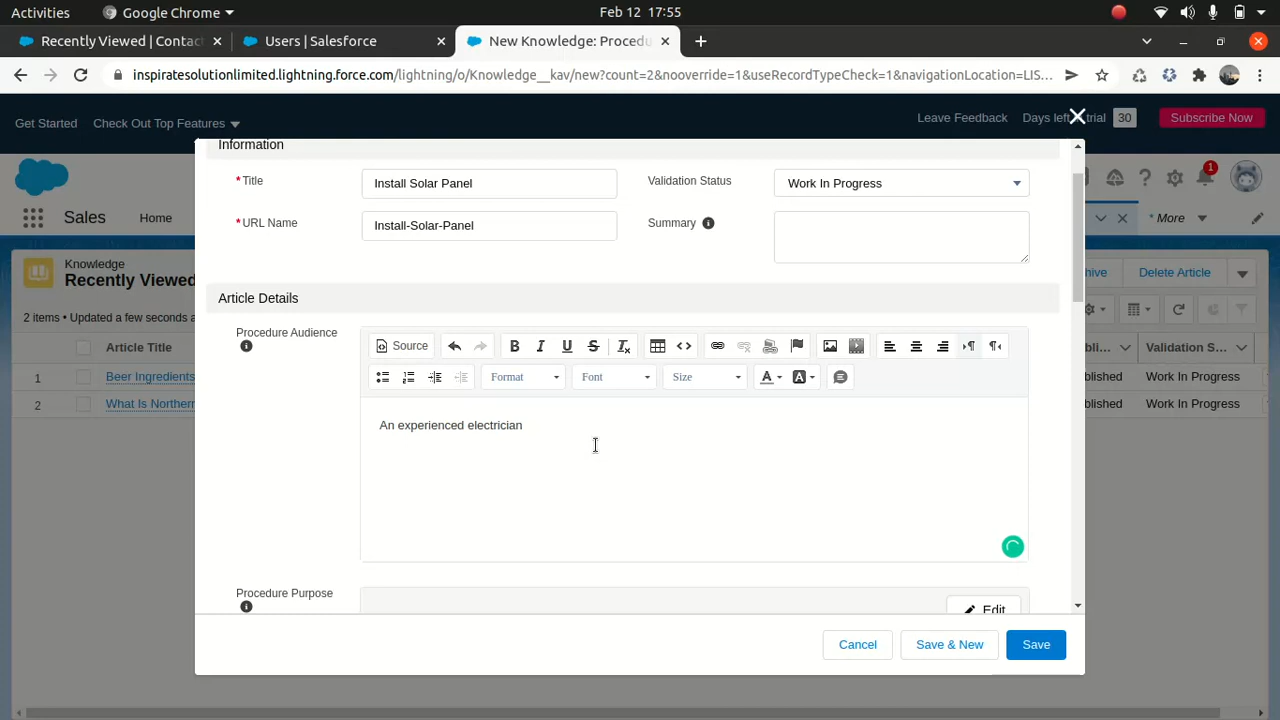 Activities
Google Chrome
Feb 12 17:55
Recently Viewed | Contac
Users | Salesforce
New Knowledge: Procedu
inspiratesolutionlimited.lightning.force.com/lightning/o/Knowledge__kav/new?count=2&nooverride=1&useRecordTypeCheck=1&navigationLocation=LIS...
Get Started
Check Out Top Features
Leave Feedback
Days left trial
30
Subscribe Now
Information
*Title
Install Solar Panel
Validation Status
Work In Progress
1
Sales
Home
*URL Name
Install-Solar-Panel
Summary
* More
Knowledge
Recently Viewed
Delete Article
Article Details
2 items • Updated a few seconds a
Procedure Audience
Source
Article Title
Validation S...
Format
Font
Size
1
Beer Ingredients
Work In Progress
2
What Is Northern
Work In Progress
An experienced electrician
Procedure Purpose
Edit
Cancel
Save & New
Save